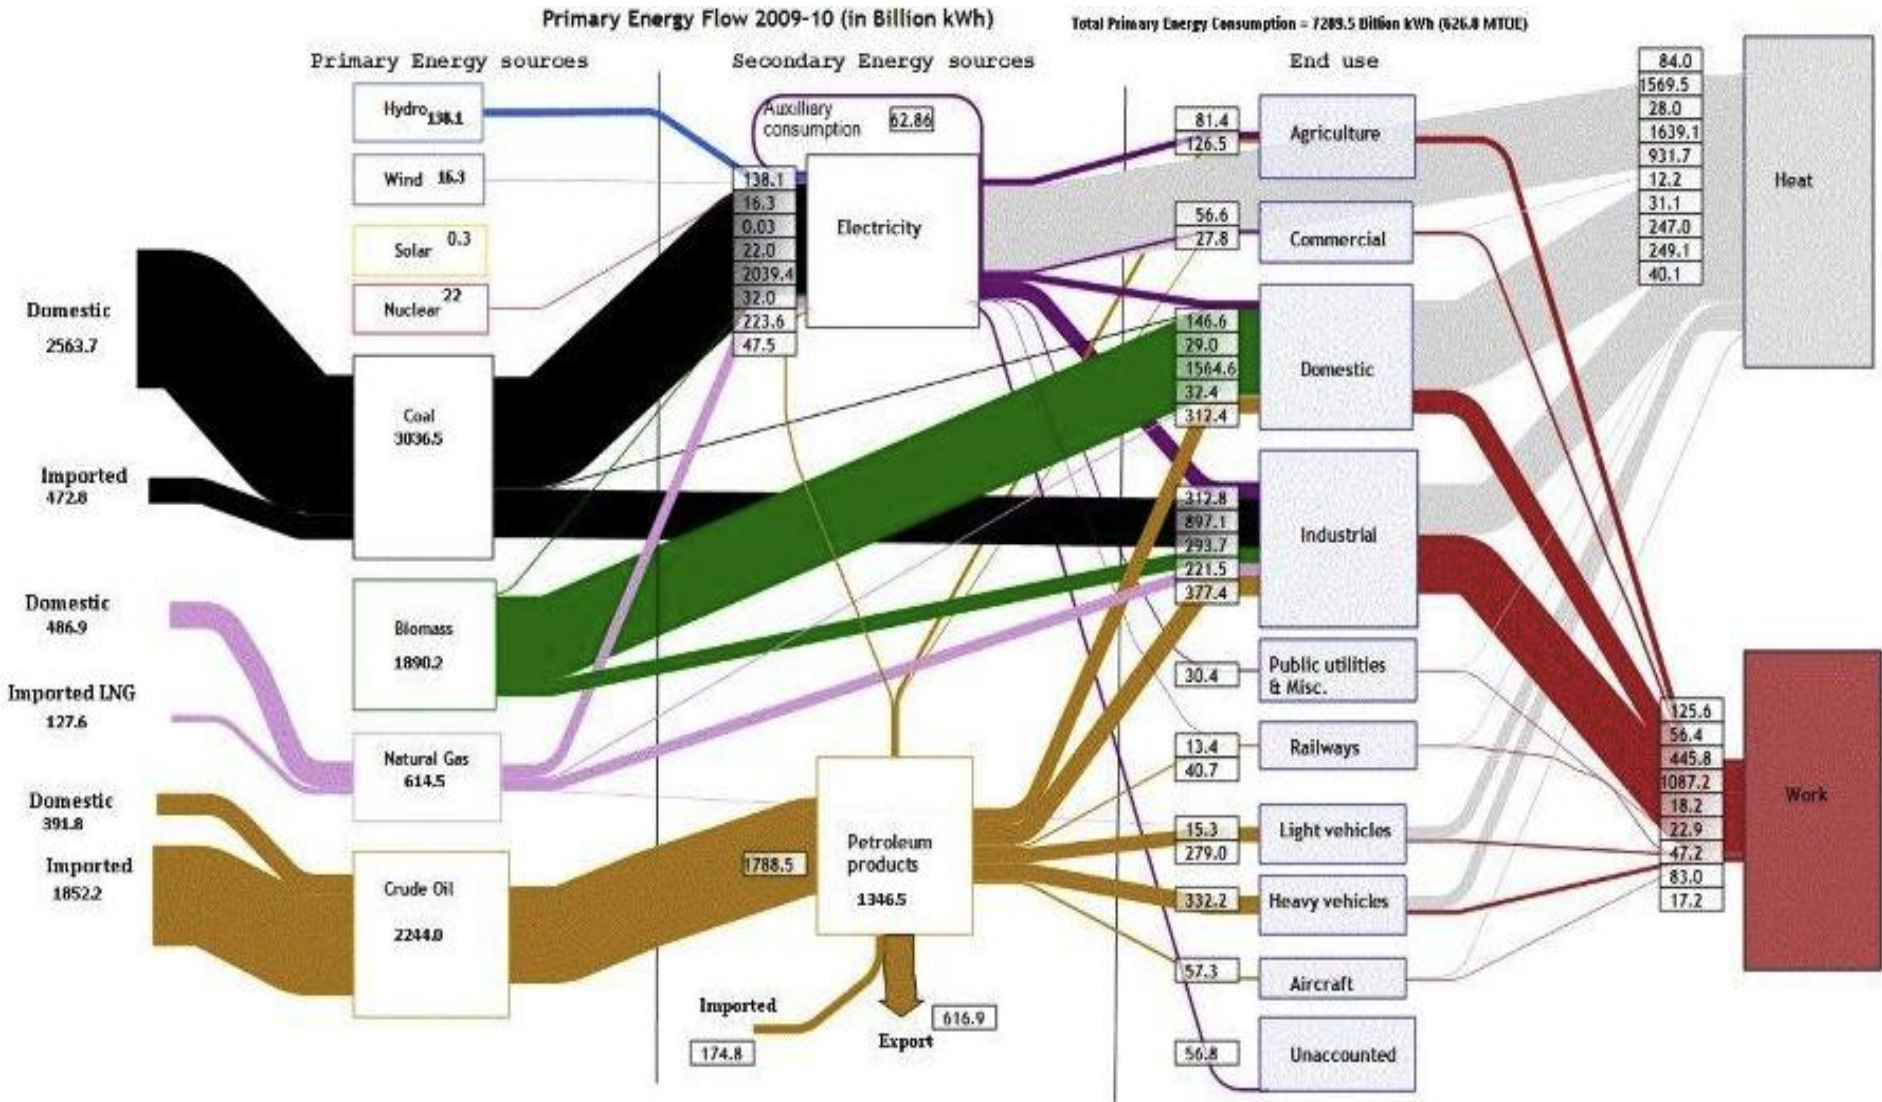 Primary Energy Flow 2009-10 (in Billion kWh)
Total Primary Energy Consumption = 7289.5 Billion kWh (626.8 MTOE)
Primary Energy sources
Secondary Energy sources
End use
Hydro 138.1
Wind 16.3
Solar 0.3
Nuclear 22
Domestic
2563.7
Imported
472.8
Coal
3036.5
Domestic
486.9
Imported LNG
127.6
Biomass
1890.2
Natural Gas
614.5
Domestic
391.8
Imported
1852.2
Crude Oil
2244.0
Auxilliary
consumption
62.86
138.1
16.3
0.03
22.0
2039.4
32.0
223.6
47.5
Electricity
1788.5
Petroleum
products
1346.5
Imported
174.8
Export
616.9
81.4
126.5
Agriculture
56.6
27.8
Commercial
146.6
29.0
1564.6
32.4
312.4
Domestic
312.8
897.1
293.7
221.5
377.4
Industrial
30.4
Public utilities
& Misc.
13.4
40.7
Railways
15.3
279.0
Light vehicles
332.2
Heavy vehicles
57.3
Aircraft
56.8
Unaccounted
84.0
1569.5
28.0
1639.1
931.7
12.2
31.1
247.0
249.1
40.1
Heat
125.6
56.4
445.8
1087.2
18.2
22.9
47.2
83.0
17.2
Work